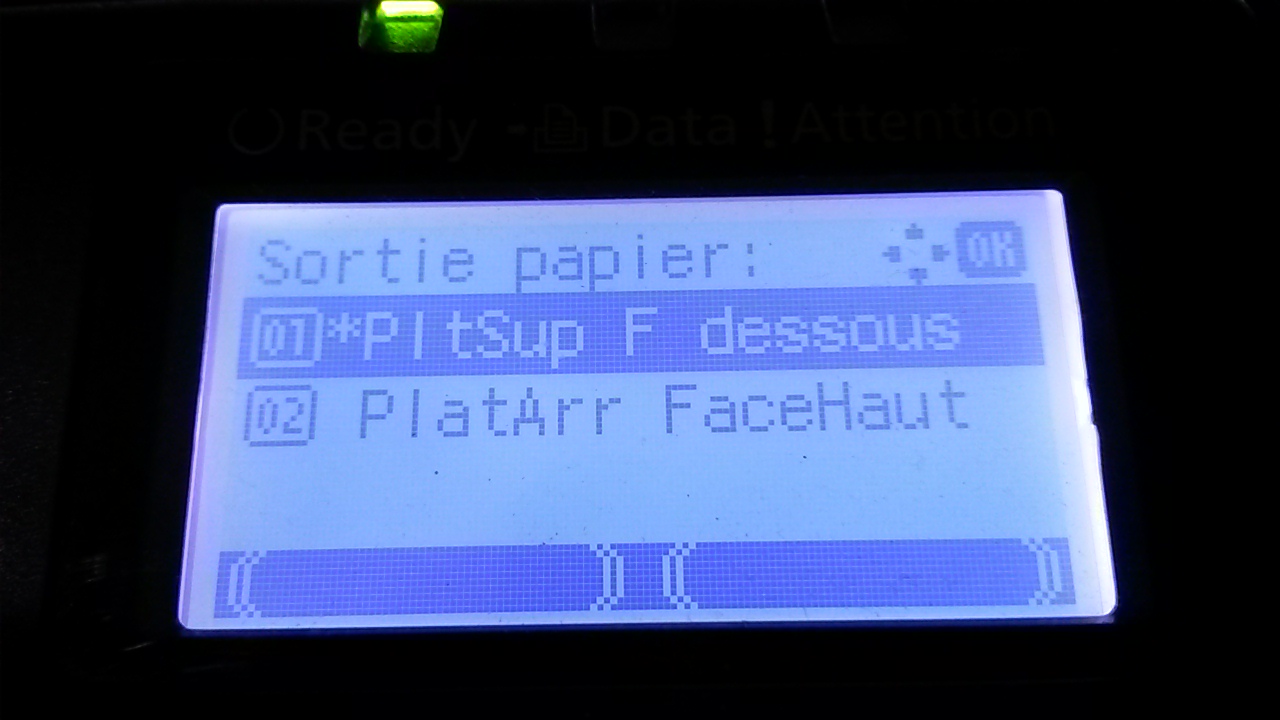 Ready Data ! Attention
Sortie papier: OK
01 *PltSup F dessous
02 PlatArr FaceHaut